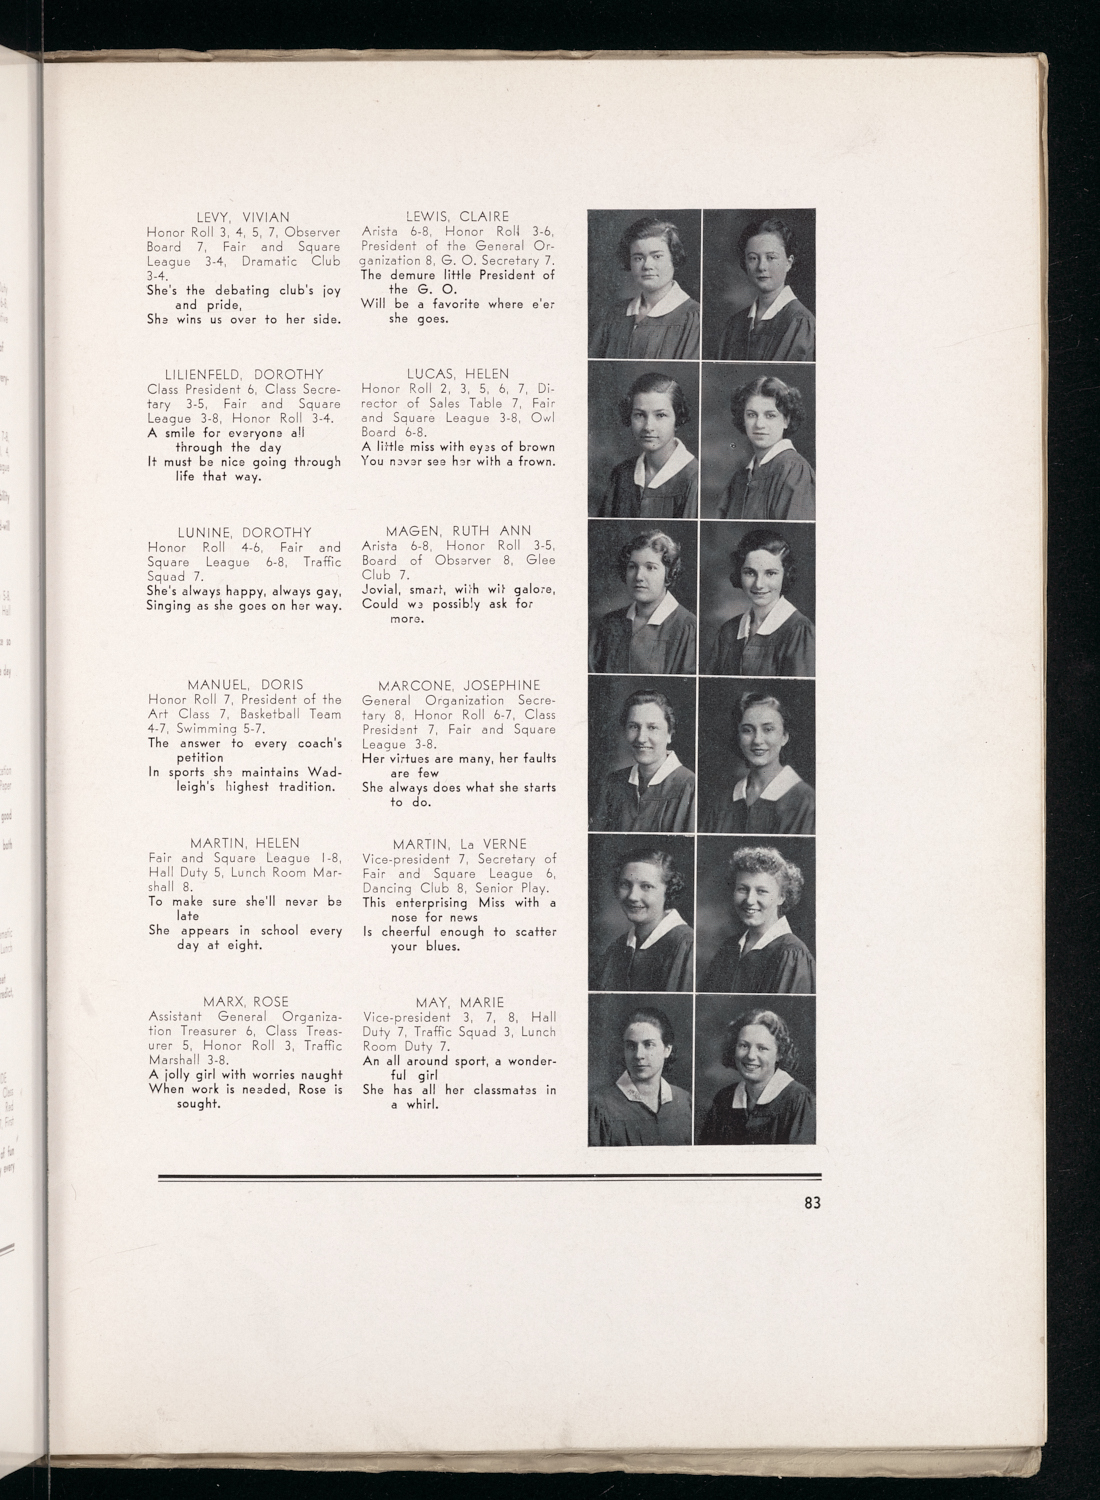 LEVY, VIVIAN
Honor Roll 3, 4, 5, 7, Observer
Board 7, Fair and Square
League 3-4, Dramatic Club
3-4.
She's the debating club's joy
and pride,
She wins us over to her side.
LEWIS, CLAIRE
Arista 6-8, Honor Roll 3-6,
President of the General Or-
ganization 8, G. O. Secretary 7.
The demure little President of
the G. O.
Will be a favorite where e'er
she goes.
LILIENFELD, DOROTHY
Class President 6, Class Secre-
tary 3-5, Fair and Square
League 3-8, Honor Roll 3-4.
A smile for everyone all
through the day
It must be nice going through
life that way.
LUCAS, HELEN
Honor Roll 2, 3, 5, 6, 7, Di-
rector of Sales Table 7, Fair
and Square League 3-8, Owl
Board 6-8.
A little miss with eyes of brown
You never see her with a frown.
LUNINE, DOROTHY
Honor Roll 4-6, Fair and
Square League 6-8, Traffic
Squad 7.
She's always happy, always gay,
Singing as she goes on her way.
MAGEN, RUTH ANN
Arista 6-8, Honor Roll 3-5,
Board of Observer 8, Glee
Club 7.
Jovial, smart, with wit galore,
Could we possibly ask for
more.
MANUEL, DORIS
Honor Roll 7, President of the
Art Class 7, Basketball Team
4-7, Swimming 5-7.
The answer to every coach's
petition
In sports she maintains Wad-
leigh's highest tradition.
MARCONE, JOSEPHINE
General Organization Secre-
tary 8, Honor Roll 6-7, Class
President 7, Fair and Square
League 3-8.
Her virtues are many, her faults
are few
She always does what she starts
to do.
MARTIN, HELEN
Fair and Square League 1-8,
Hall Duty 5, Lunch Room Mar-
shall 8.
To make sure she'll never be
late
She appears in school every
day at eight.
MARTIN, La VERNE
Vice-president 7, Secretary of
Fair and Square League 6,
Dancing Club 8, Senior Play.
This enterprising Miss with a
nose for news
Is cheerful enough to scatter
your blues.
MARX, ROSE
Assistant General Organiza-
tion Treasurer 6, Class Treas-
urer 5, Honor Roll 3, Traffic
Marshall 3-8.
A jolly girl with worries naught
When work is needed, Rose is
sought.
MAY, MARIE
Vice-president 3, 7, 8, Hall
Duty 7, Traffic Squad 3, Lunch
Room Duty 7.
An all around sport, a wonder-
ful girl
She has all her classmates in
a whirl.
83